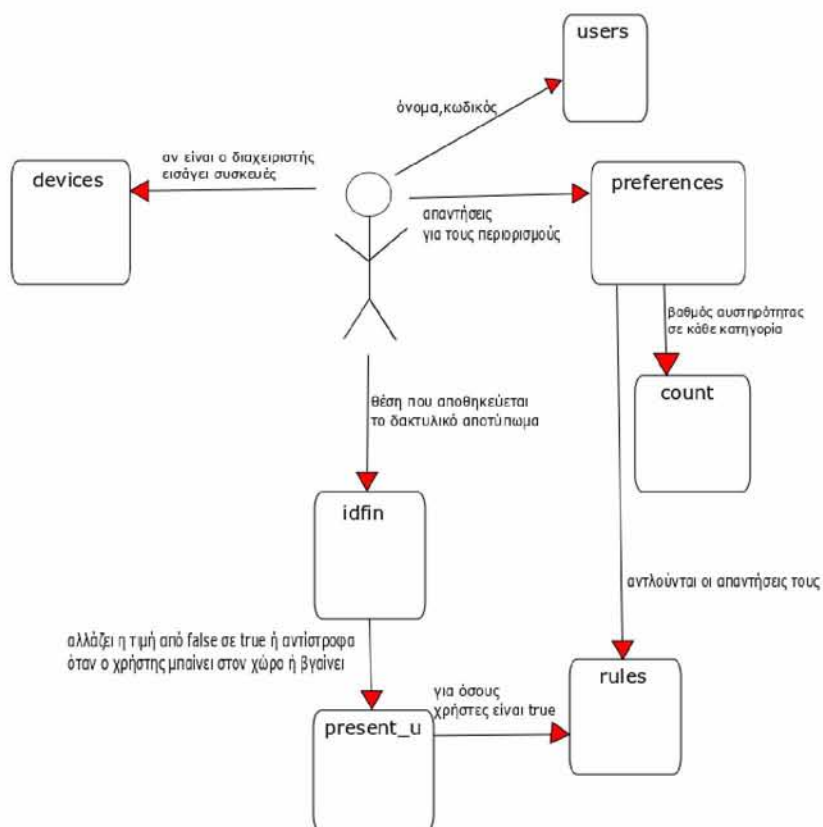 users
όνομα,κωδικός
αν είναι ο διαχειριστής
εισάγει συσκευές
devices
preferences
απαντήσεις
για τους περιορισμούς
βαθμός αυστηρότητας
σε κάθε κατηγορία
count
θέση που αποθηκεύεται
το δακτυλικό αποτύπωμα
idfin
αντλούνται οι απαντήσεις τους
αλλάζει η τιμή από false σε true ή αντίστροφα
όταν ο χρήστης μπαίνει στον χώρο ή βγαίνει
για όσους
χρήστες είναι true
rules
present_u